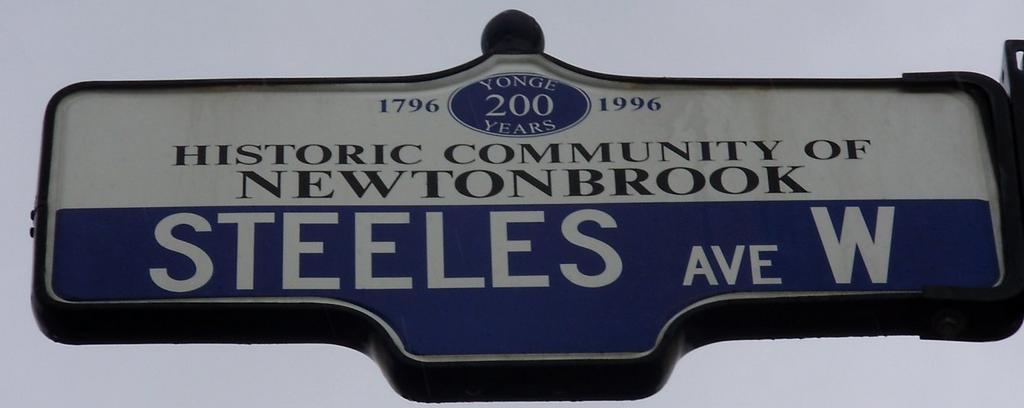 YONGE
1796 200 1996
YEARS
HISTORIC COMMUNITY OF
NEWTONBROOK
STEELES AVE W